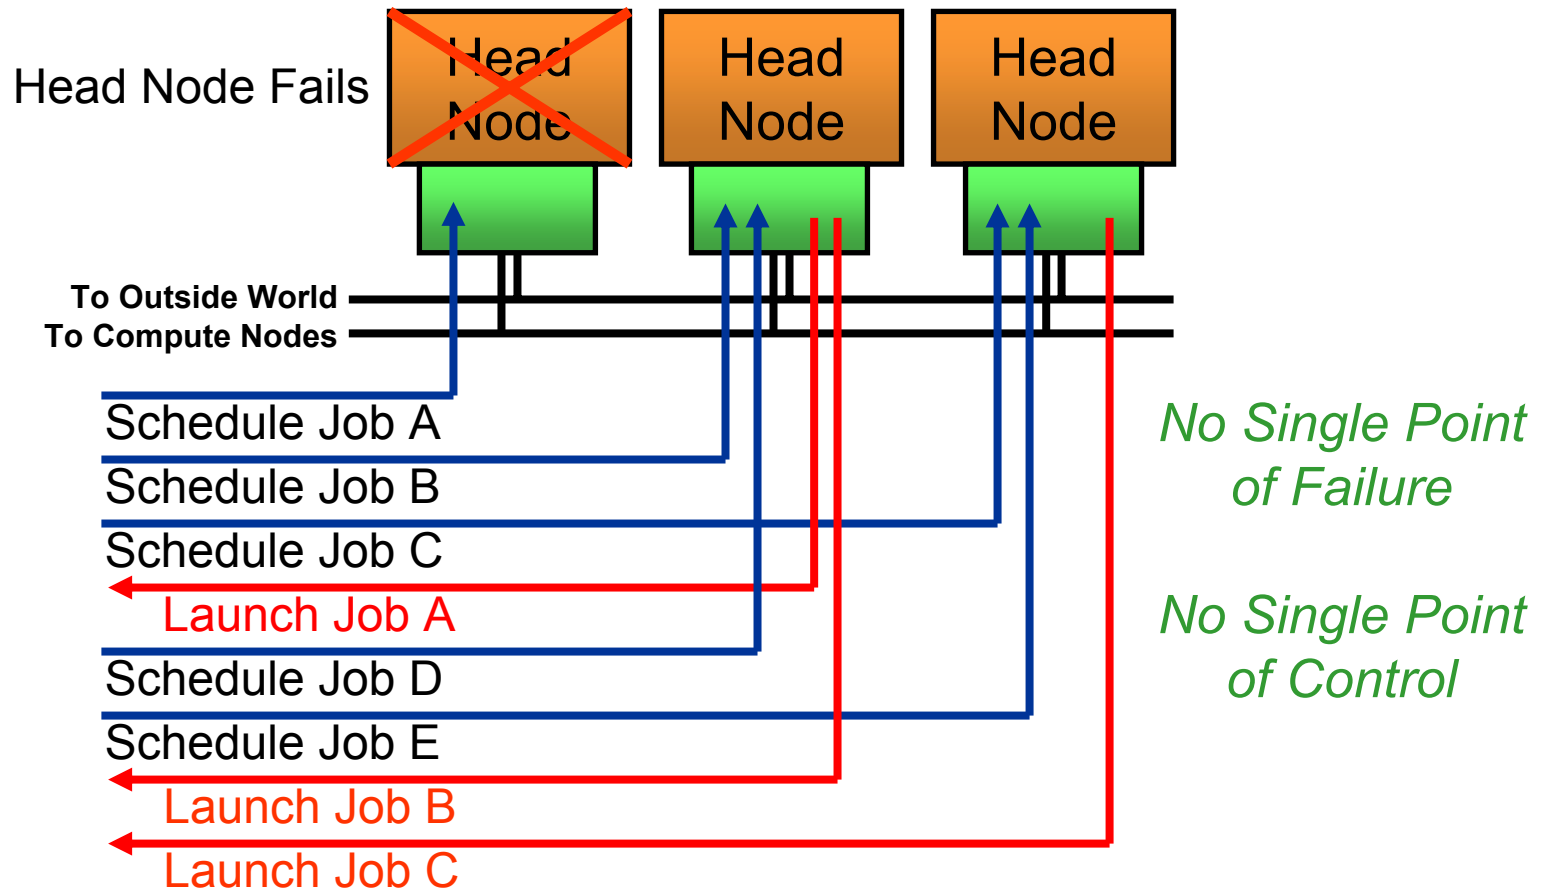 Head Node Fails
Head
Node
Head
Node
Head
Node
To Outside World
To Compute Nodes
Schedule Job A
Schedule Job B
Schedule Job C
Launch Job A
Schedule Job D
Schedule Job E
Launch Job B
Launch Job C
No Single Point
of Failure
No Single Point
of Control